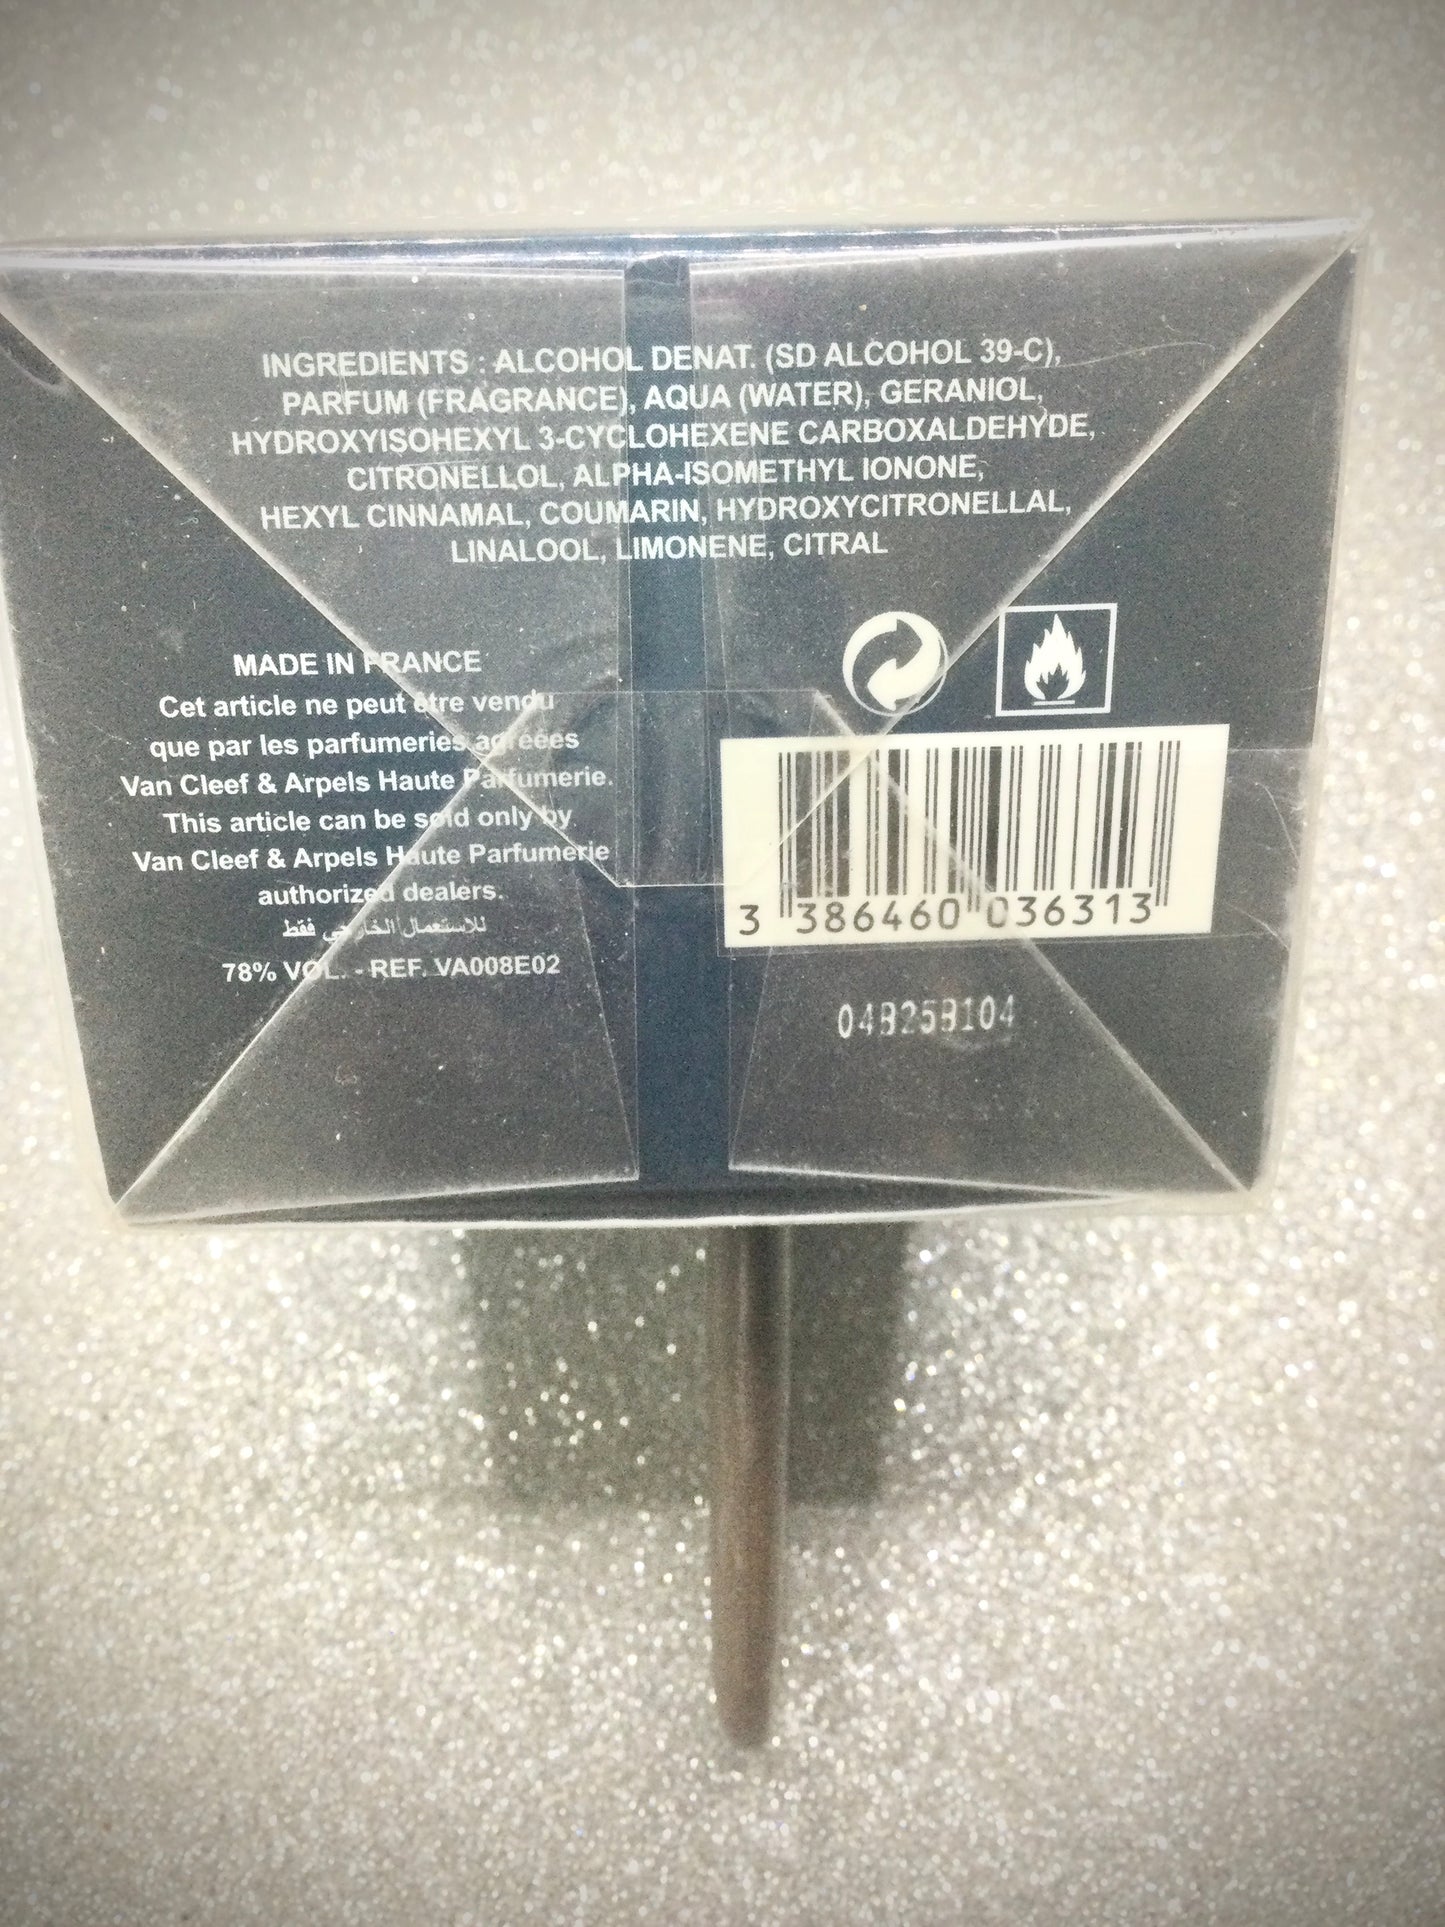 INGREDIENTS : ALCOHOL DENAT. (SD ALCOHOL 39-C),
PARFUM (FRAGRANCE), AQUA (WATER), GERANIOL,
HYDROXYISOHEXYL 3-CYCLOHEXENE CARBOXALDEHYDE,
CITRONELLOL, ALPHA-ISOMETHYL IONONE,
HEXYL CINNAMAL, COUMARIN, HYDROXYCITRONELLAL,
LINALOOL, LIMONENE, CITRAL
MADE IN FRANCE
Cet article ne peut être vendu
que par les parfumeries agréées
Van Cleef & Arpels Haute Parfumerie.
This article can be sold only by
Van Cleef & Arpels Haute Parfumerie
authorized dealers.
للاستعمال الخارجي فقط
78% VOL. - REF. VA008E02
3 386460 036313
04B25B104